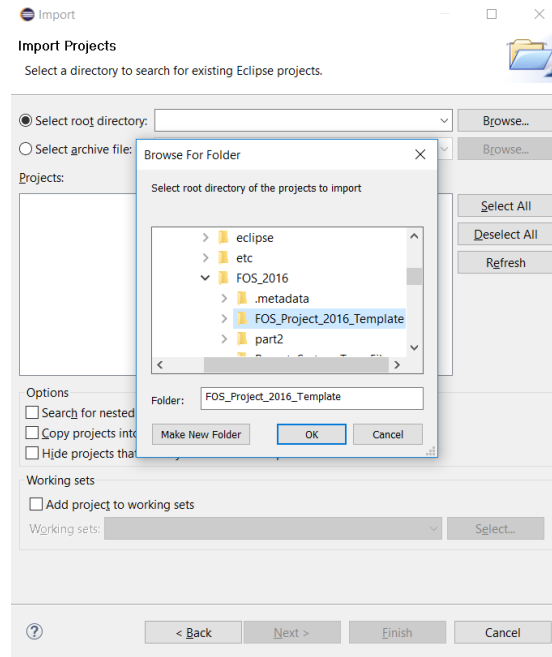 Import
Import Projects
Select a directory to search for existing Eclipse projects.
Select root directory:
Browse...
Select archive file:
Browse...
Projects:
Select All
Deselect All
Refresh
Browse For Folder
Select root directory of the projects to import
eclipse
etc
FOS_2016
.metadata
FOS_Project_2016_Template
part2
Folder: FOS_Project_2016_Template
Make New Folder OK Cancel
Options
Search for nested
Copy projects into
Hide projects that
Working sets
Add project to working sets
Working sets: Select...
< Back Next > Finish Cancel